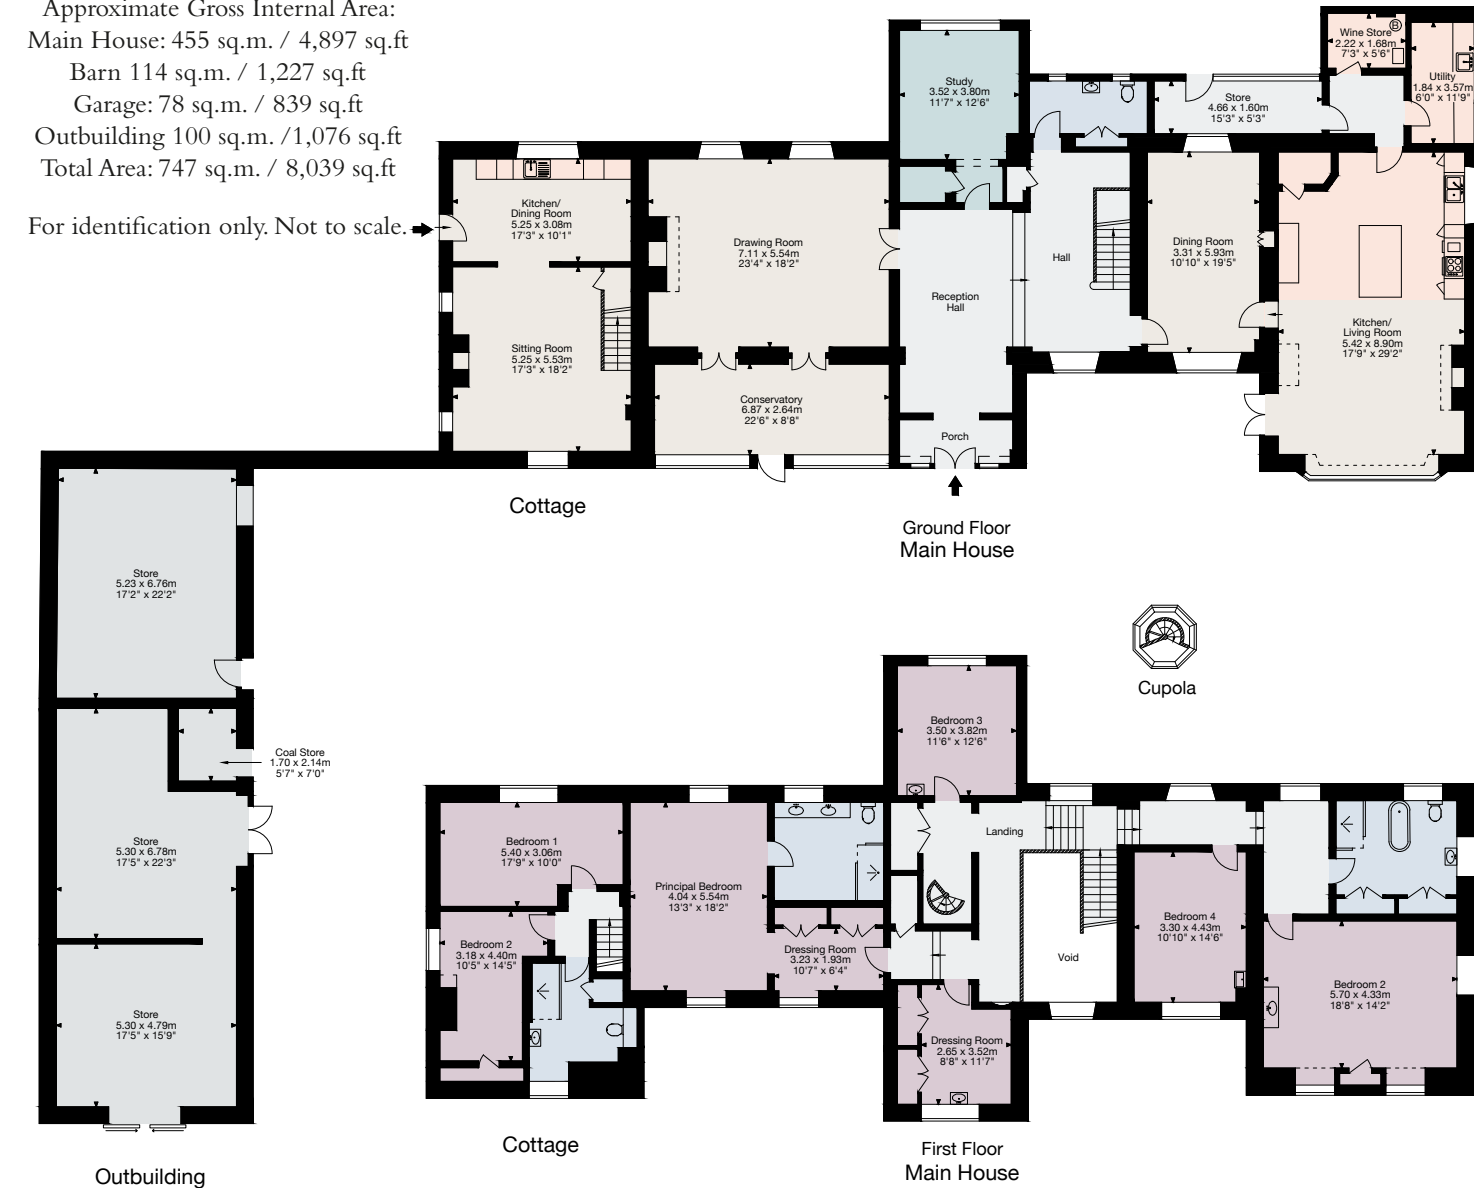 Approximate Gross Internal Area:
Main House: 455 sq.m. / 4,897 sq.ft
Barn 114 sq.m. / 1,227 sq.ft
Garage: 78 sq.m. / 839 sq.ft
Outbuilding 100 sq.m. /1,076 sq.ft
Total Area: 747 sq.m. / 8,039 sq.ft
For identification only. Not to scale.
Kitchen/
Dining Room
5.25 x 3.08m
17'3" x 10'1"
Sitting Room
5.25 x 5.53m
17'3" x 18'2"
Cottage
Drawing Room
7.11 x 5.54m
23'4" x 18'2"
Conservatory
6.87 x 2.64m
22'6" x 8'8"
Study
3.52 x 3.80m
11'7" x 12'6"
Reception
Hall
Porch
Hall
Store
4.66 x 1.60m
15'3" x 5'3"
Dining Room
3.31 x 5.93m
10'10" x 19'5"
Wine Store
2.22 x 1.68m
7'3" x 5'6"
B
Utility
1.84 x 3.57m
6'0" x 11'9"
Kitchen/
Living Room
5.42 x 8.90m
17'9" x 29'2"
Ground Floor
Main House
Store
5.23 x 6.76m
17'2" x 22'2"
Coal Store
1.70 x 2.14m
5'7" x 7'0"
Store
5.30 x 6.78m
17'5" x 22'3"
Store
5.30 x 4.79m
17'5" x 15'9"
Outbuilding
Cupola
Bedroom 1
5.40 x 3.06m
17'9" x 10'0"
Bedroom 2
3.18 x 4.40m
10'5" x 14'5"
Cottage
Principal Bedroom
4.04 x 5.54m
13'3" x 18'2"
Dressing Room
3.23 x 1.93m
10'7" x 6'4"
Bedroom 3
3.50 x 3.82m
11'6" x 12'6"
Landing
Void
Dressing Room
2.65 x 3.52m
8'8" x 11'7"
Bedroom 4
3.30 x 4.43m
10'10" x 14'6"
Bedroom 2
5.70 x 4.33m
18'8" x 14'2"
First Floor
Main House